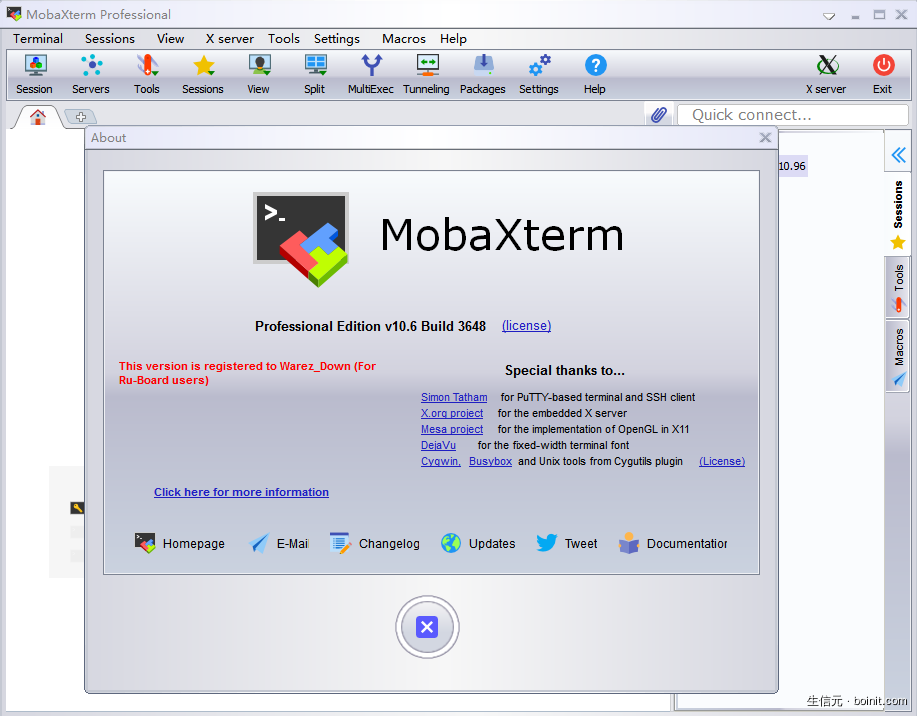 MobaXterm Professional
Terminal Sessions View X server Tools Settings Macros Help
Session Servers Tools Sessions View Split MultiExec Tunneling Packages Settings Help X server Exit
Quick connect...
About
10.96
Sessions
Tools
Macros
>_
MobaXterm
Professional Edition v10.6 Build 3648 (license)
This version is registered to Warez_Down (For
Ru-Board users)
Special thanks to...
Simon Tatham for PuTTY-based terminal and SSH client
X.org project for the embedded X server
Mesa project for the implementation of OpenGL in X11
DejaVu for the fixed-width terminal font
Cygwin, Busybox and Unix tools from Cygutils plugin (License)
Click here for more information
Homepage E-Mail Changelog Updates Tweet Documentation
生信元 · boinit.com